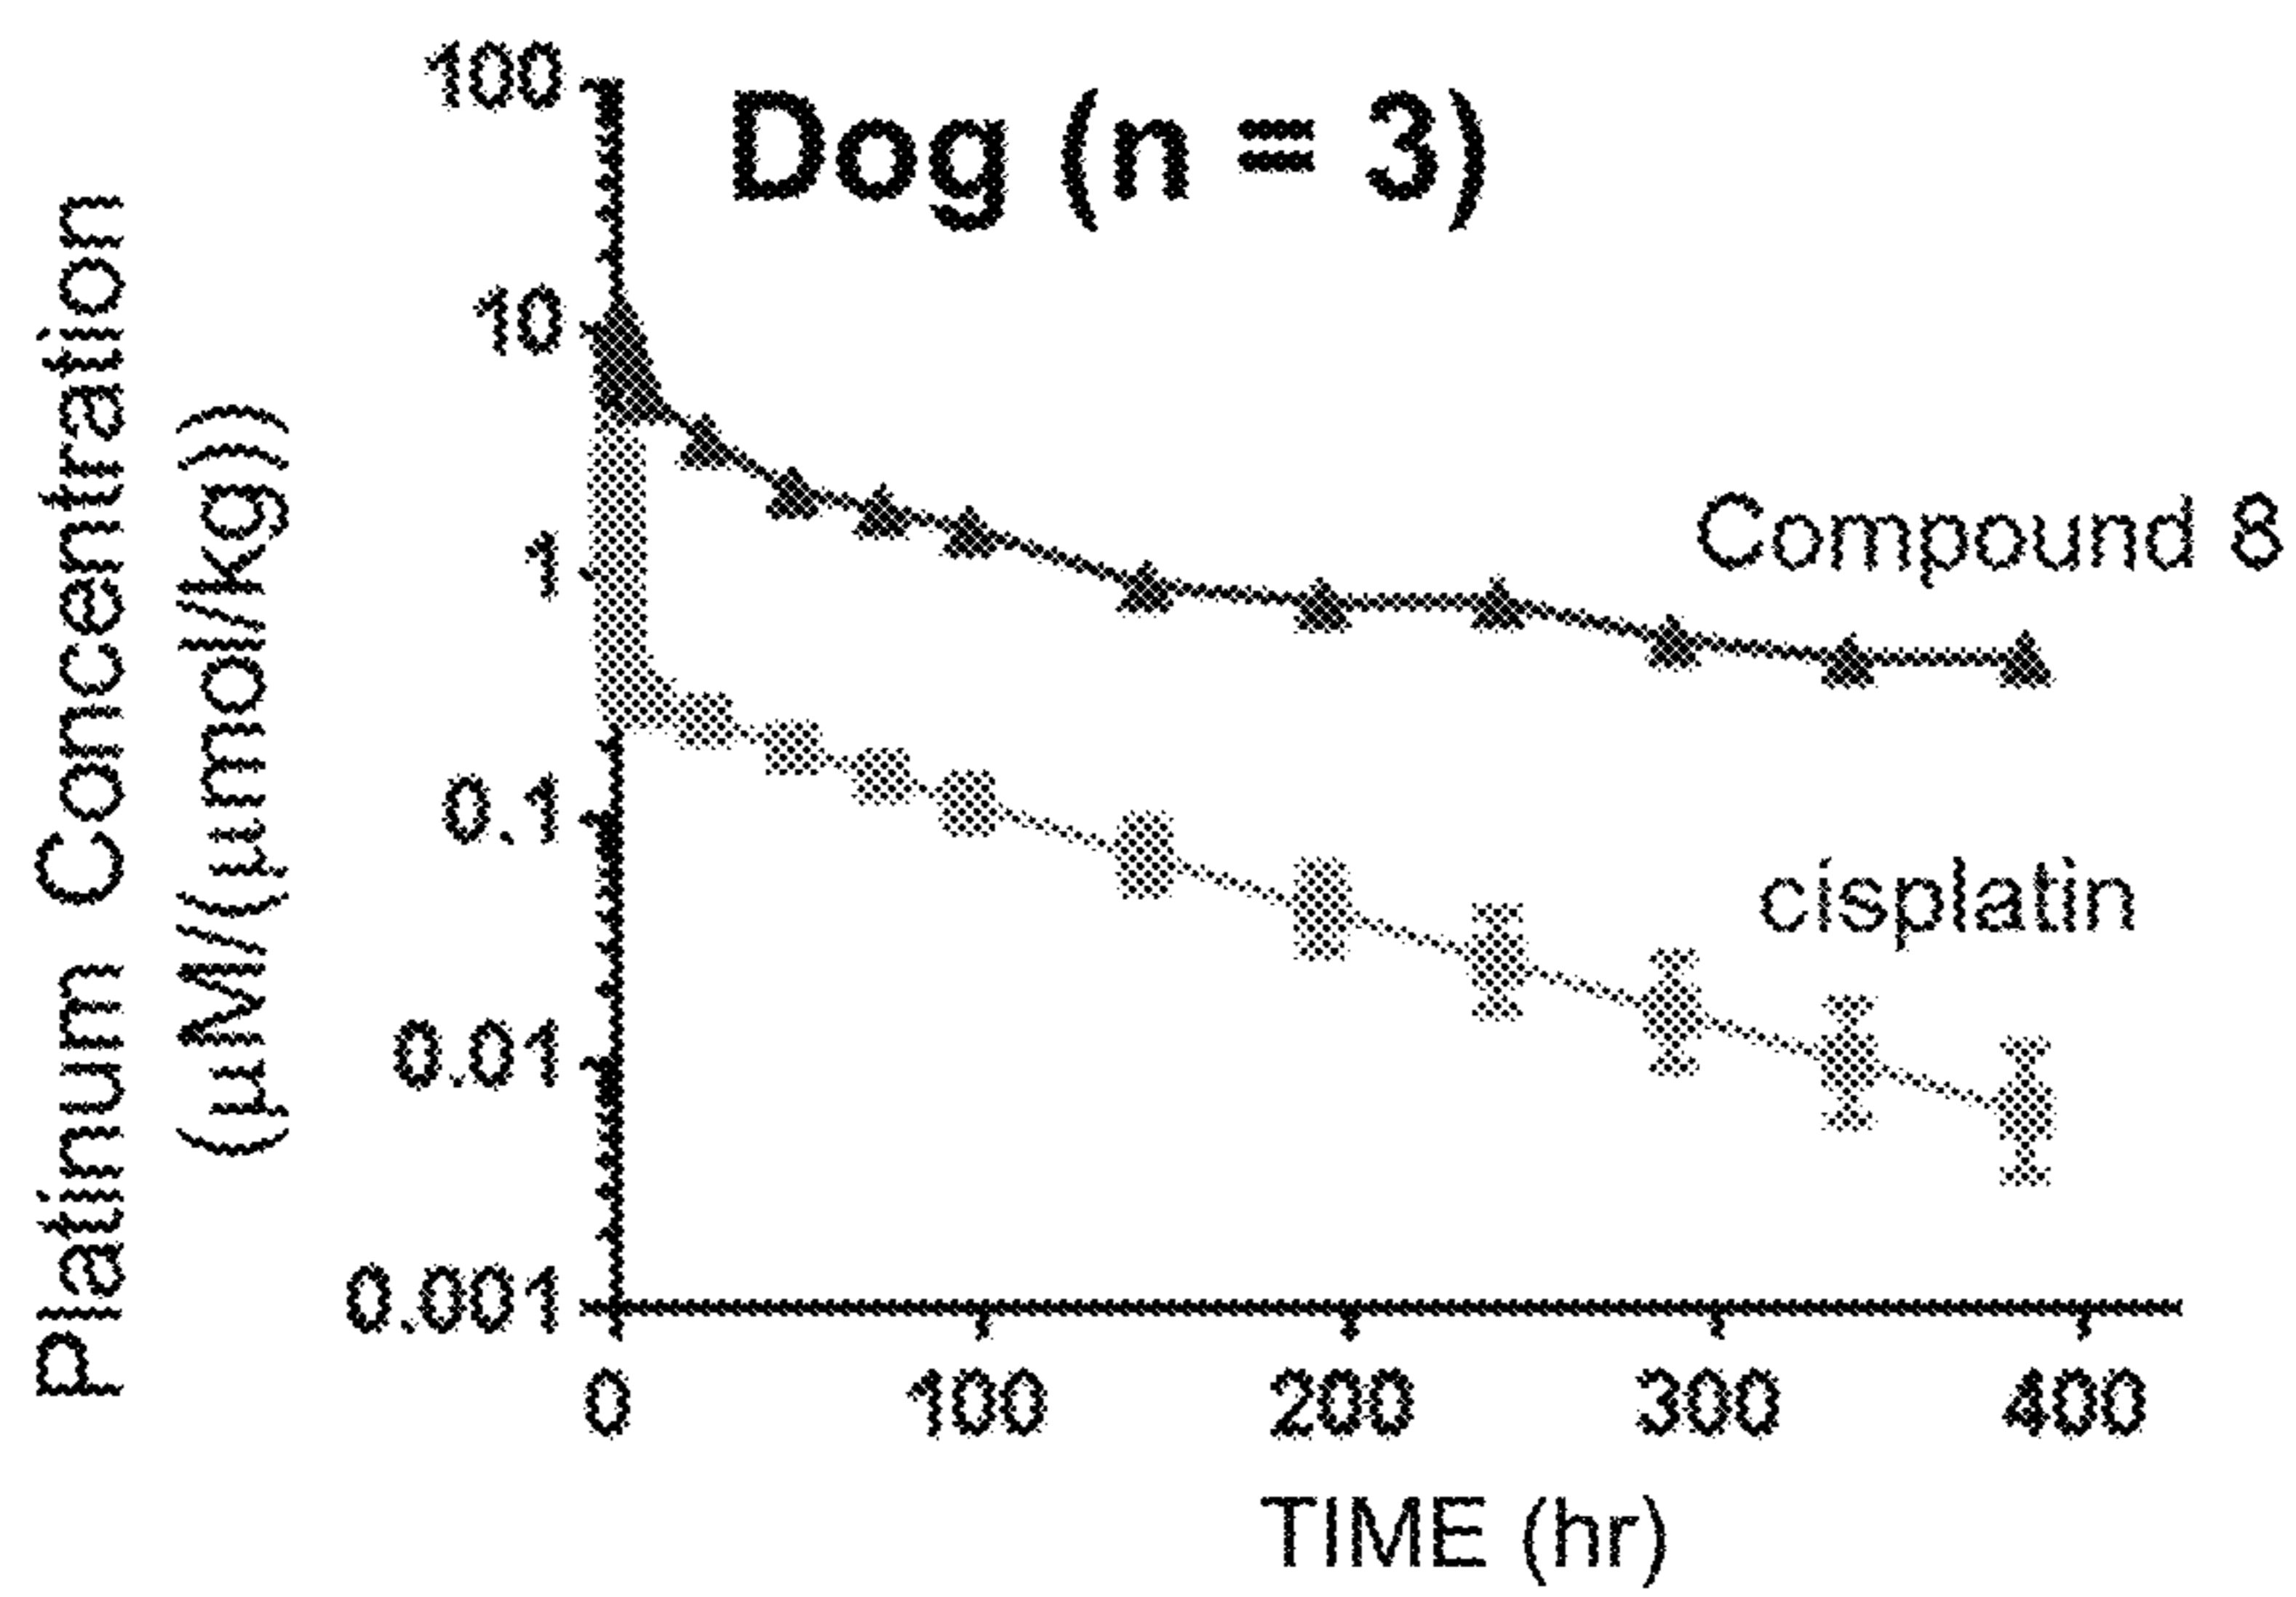 Platinum Concentration
(µM/(µmol/kg))
100
10
1
0.1
0.01
0.001
Dog (n = 3)
Compound 8
cisplatin
0 100 200 300 400
TIME (hr)